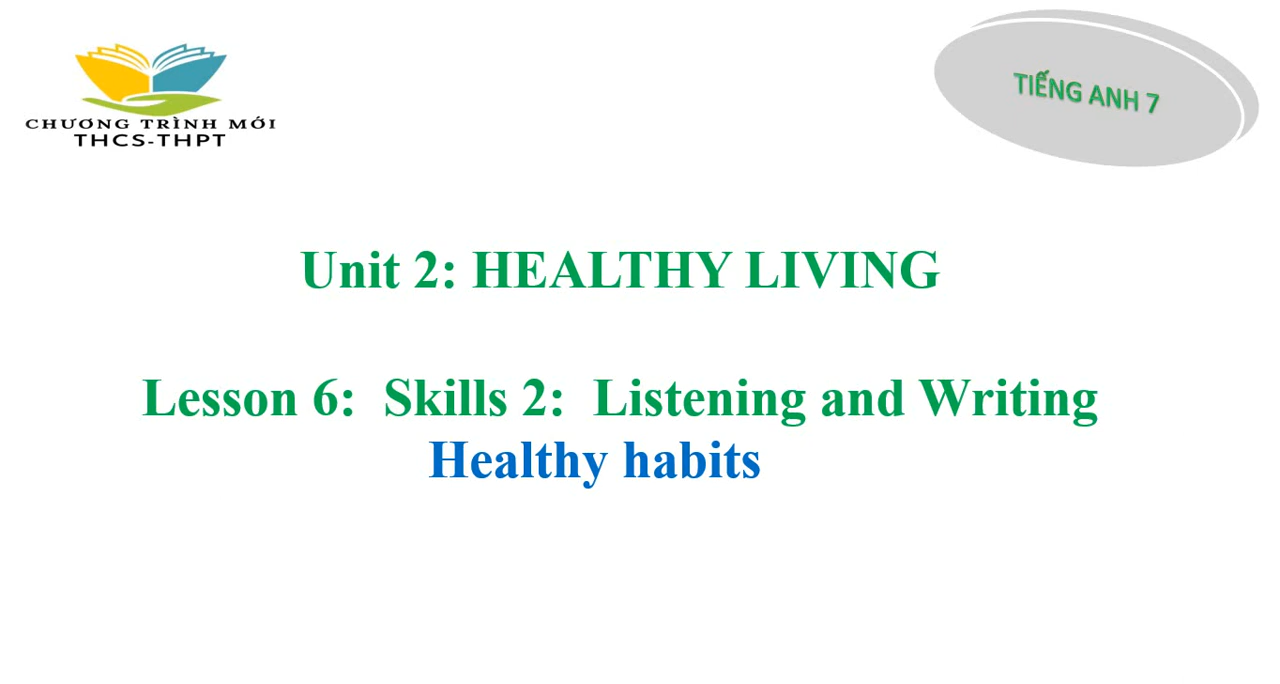 CHƯƠNG TRÌNH MỚI
THCS-THPT
TIẾNG ANH 7
Unit 2: HEALTHY LIVING
Lesson 6: Skills 2: Listening and Writing
Healthy habits